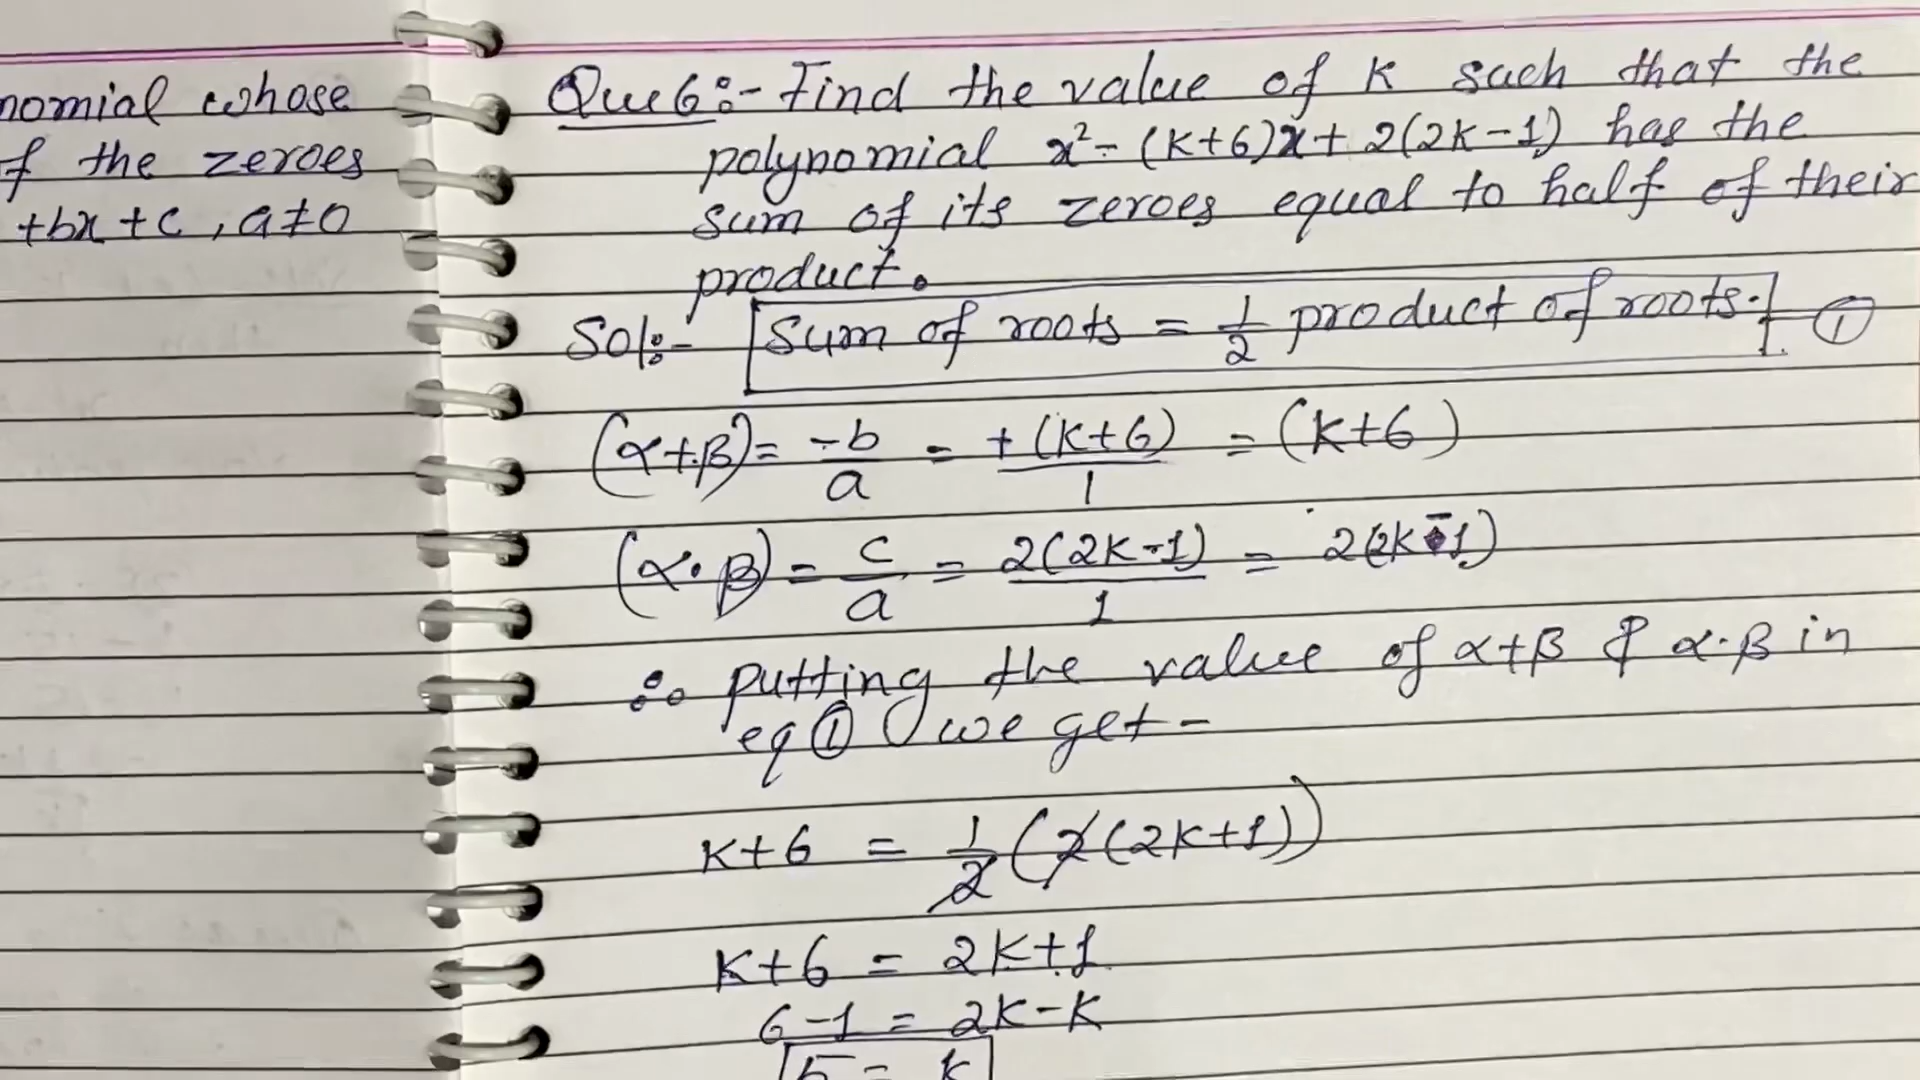 nomial whose
f the zeroes
+bx + c , a≠0
Que6:- Find the value of K such that the
polynomial x² - (K+6)x + 2(2K-1) has the
sum of its zeroes equal to half of their
product.
Sol:- Sum of roots = 1/2 product of roots. ①
(α+β) = -b/a = +(K+6)/1 = (K+6)
(α·β) = c/a = 2(2K-1)/1 = 2(2K-1)
∴ putting the value of α+β & α·β in
eq ① we get -
K+6 = 1/2 (2(2K+1))
K+6 = 2K+1
6-1 = 2K-K
5 = K